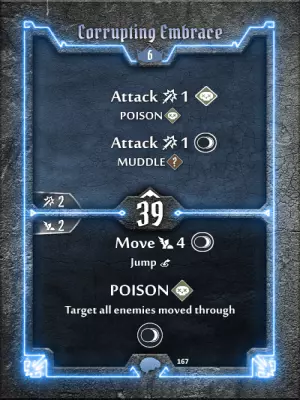 Corrupting Embrace
6
Attack 1
POISON
Attack 1
MUDDLE ?
2
39
2
Move 4
Jump
POISON
Target all enemies moved through
167